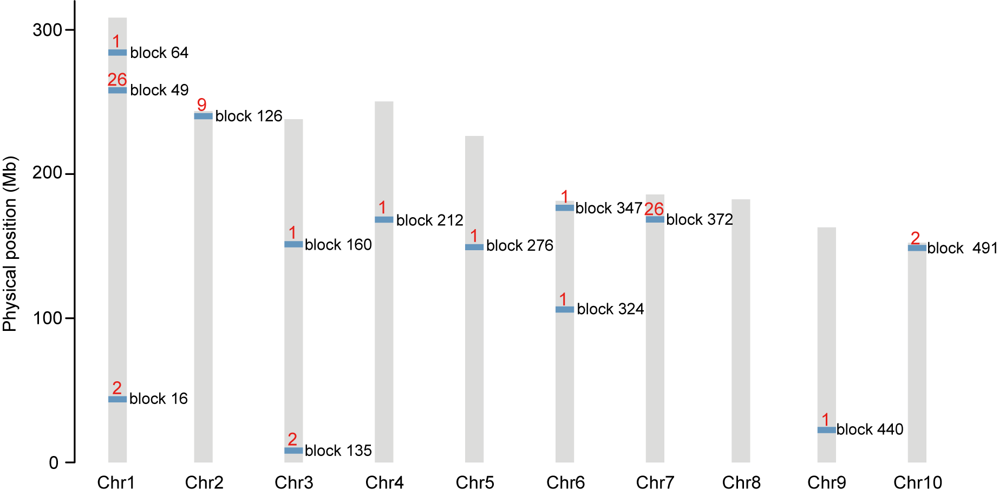 Physical position (Mb)
300
200
100
0
1
block 64
26
block 49
2
block 16
9
block 126
1
block 160
2
block 135
1
block 212
1
block 276
1
block 347
1
block 324
26
block 372
1
block 440
2
block 491
Chr1 Chr2 Chr3 Chr4 Chr5 Chr6 Chr7 Chr8 Chr9 Chr10